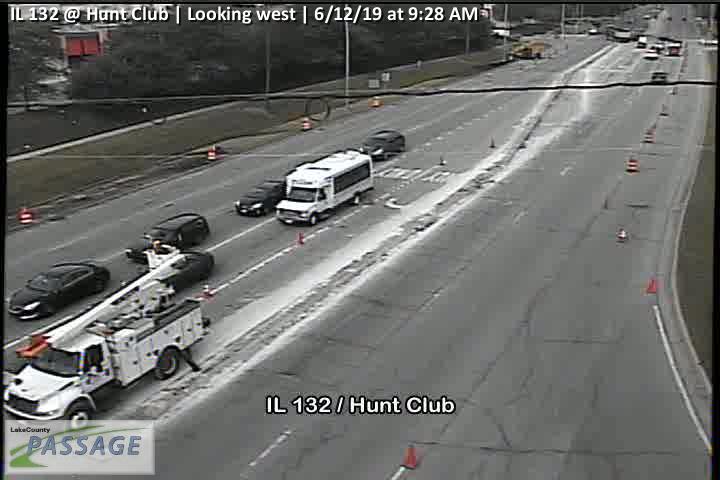 IL 132 @ Hunt Club | Looking west | 6/12/19 at 9:28 AM
IL 132 / Hunt Club
LakeCounty
PASSAGE